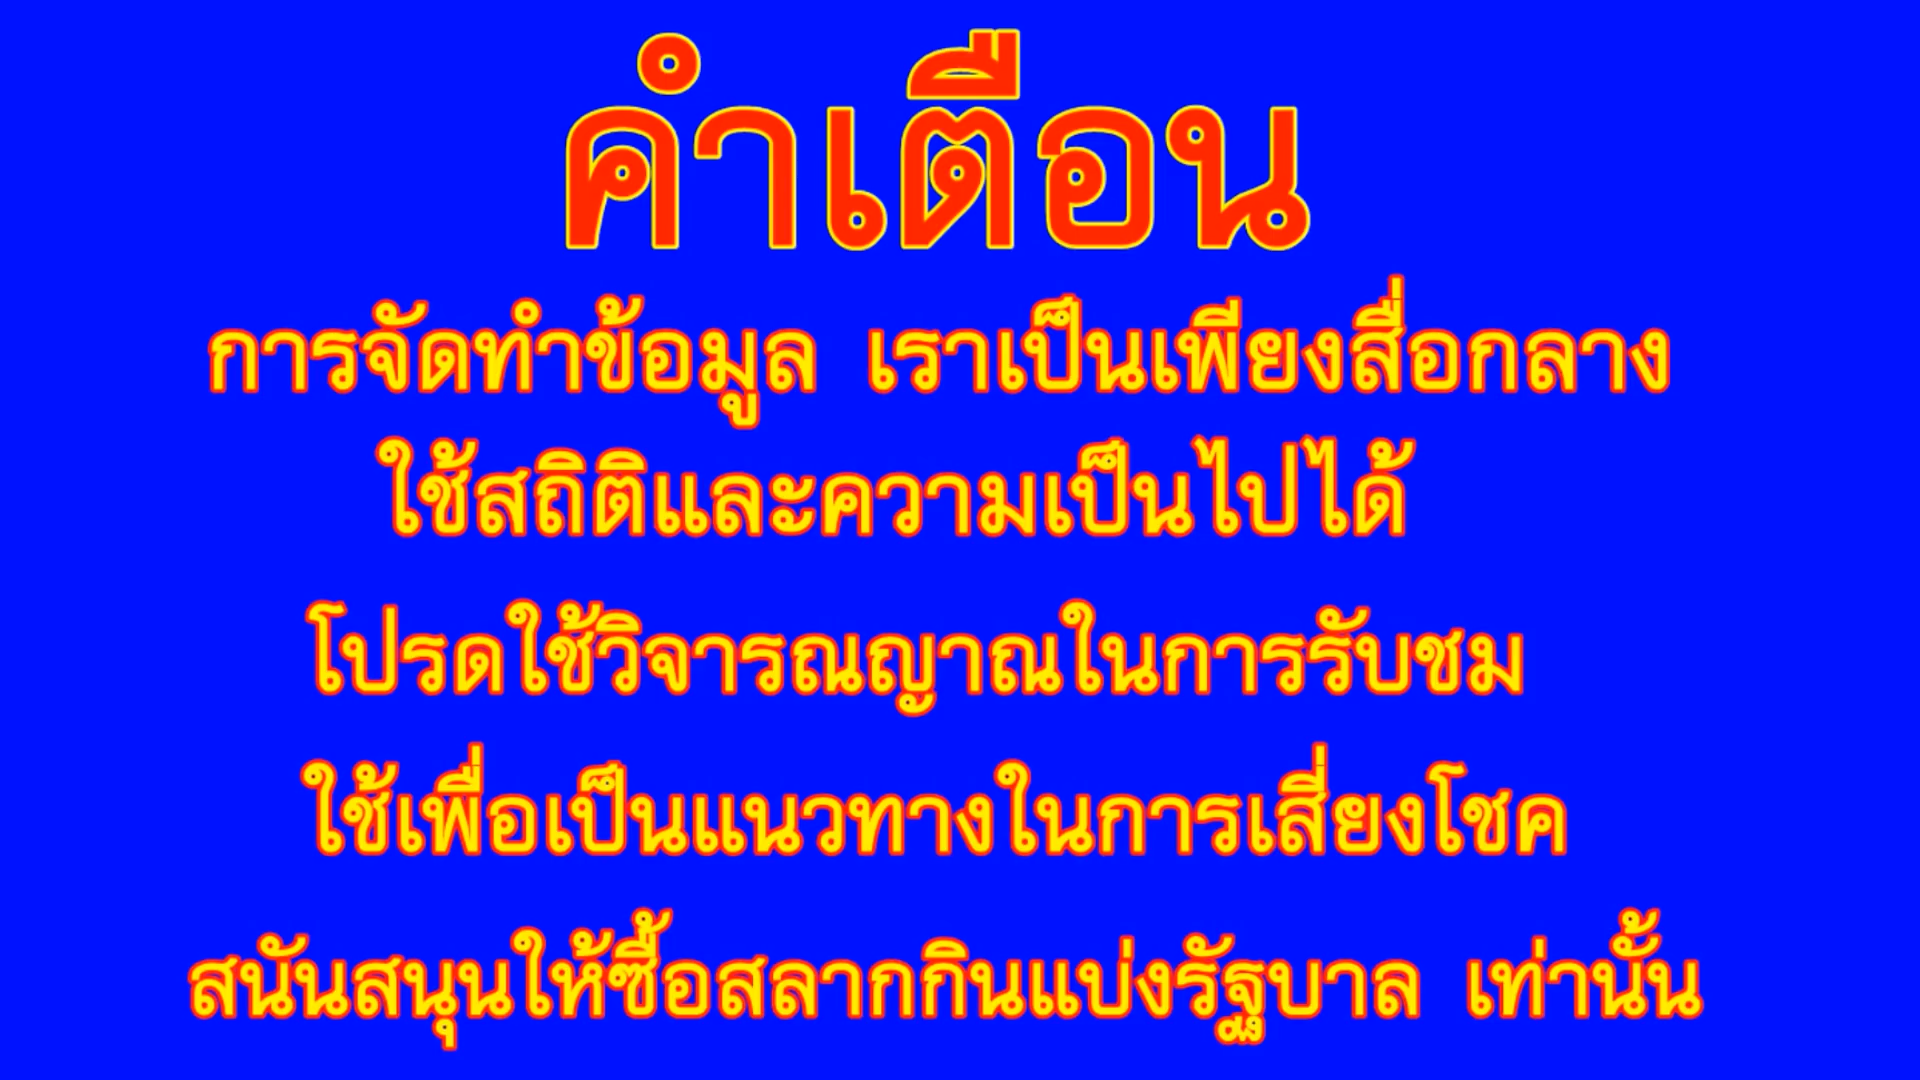 คำเตือน
การจัดทำข้อมูล เราเป็นเพียงสื่อกลาง
ใช้สถิติและความเป็นไปได้
โปรดใช้วิจารณญาณในการรับชม
ใช้เพื่อเป็นแนวทางในการเสี่ยงโชค
สนันสนุนให้ซื้อสลากกินแบ่งรัฐบาล เท่านั้น